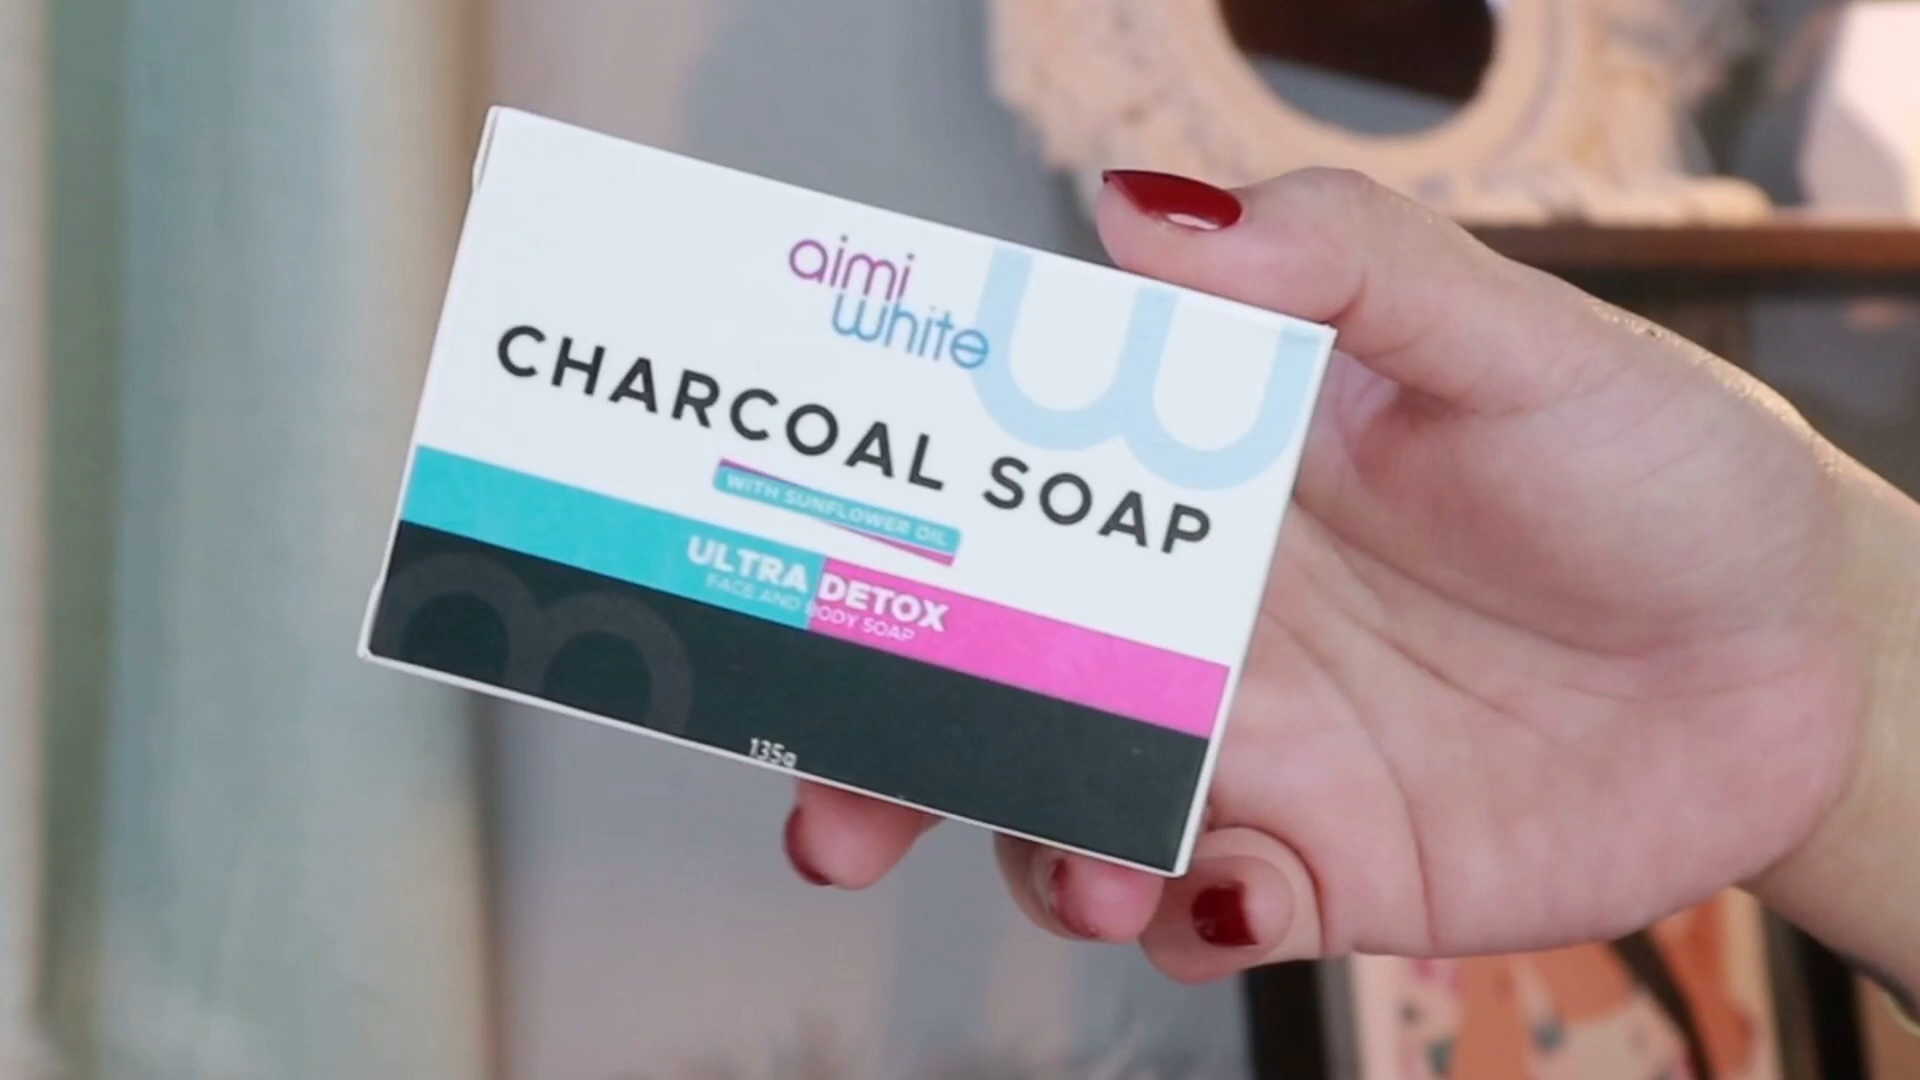 aimi
white
CHARCOAL SOAP
WITH SUNFLOWER OIL
ULTRA DETOX
FACE AND BODY SOAP
135g